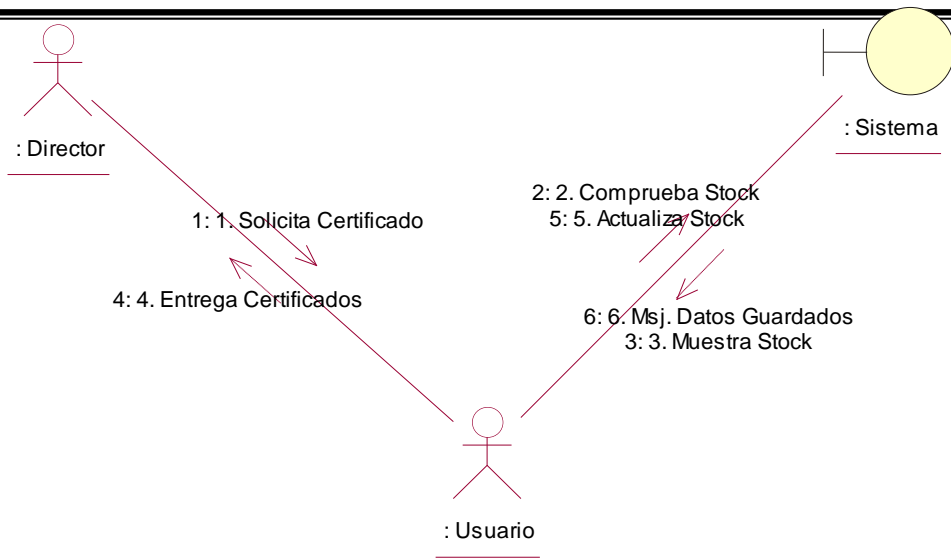 : Director
: Sistema
1: 1. Solicita Certificado
2: 2. Comprueba Stock
5: 5. Actualiza Stock
4: 4. Entrega Certificados
6: 6. Msj. Datos Guardados
3: 3. Muestra Stock
: Usuario